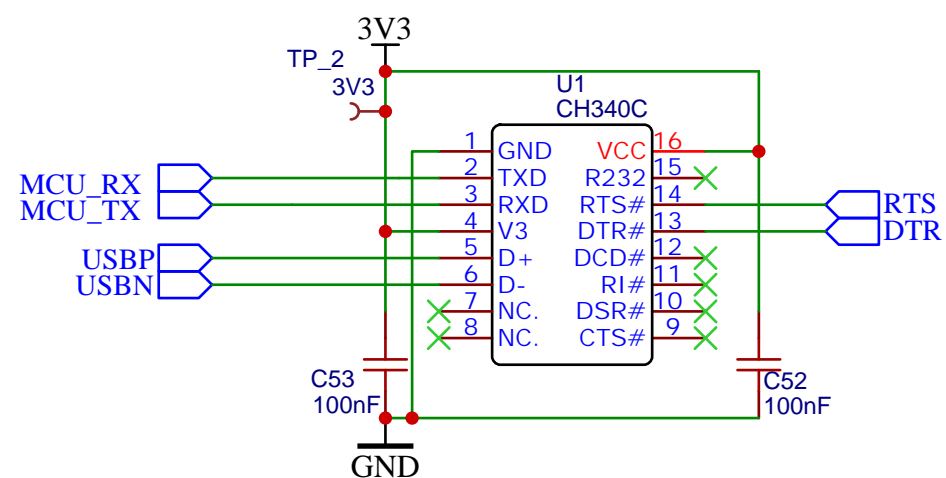 3V3
TP_2
3V3
U1
CH340C
1 GND VCC 16
2 TXD R232 15
3 RXD RTS# 14
4 V3 DTR# 13
5 D+ DCD# 12
6 D- RI# 11
7 NC. DSR# 10
8 NC. CTS# 9
MCU_RX
MCU_TX
USBP
USBN
RTS
DTR
C53
100nF
C52
100nF
GND